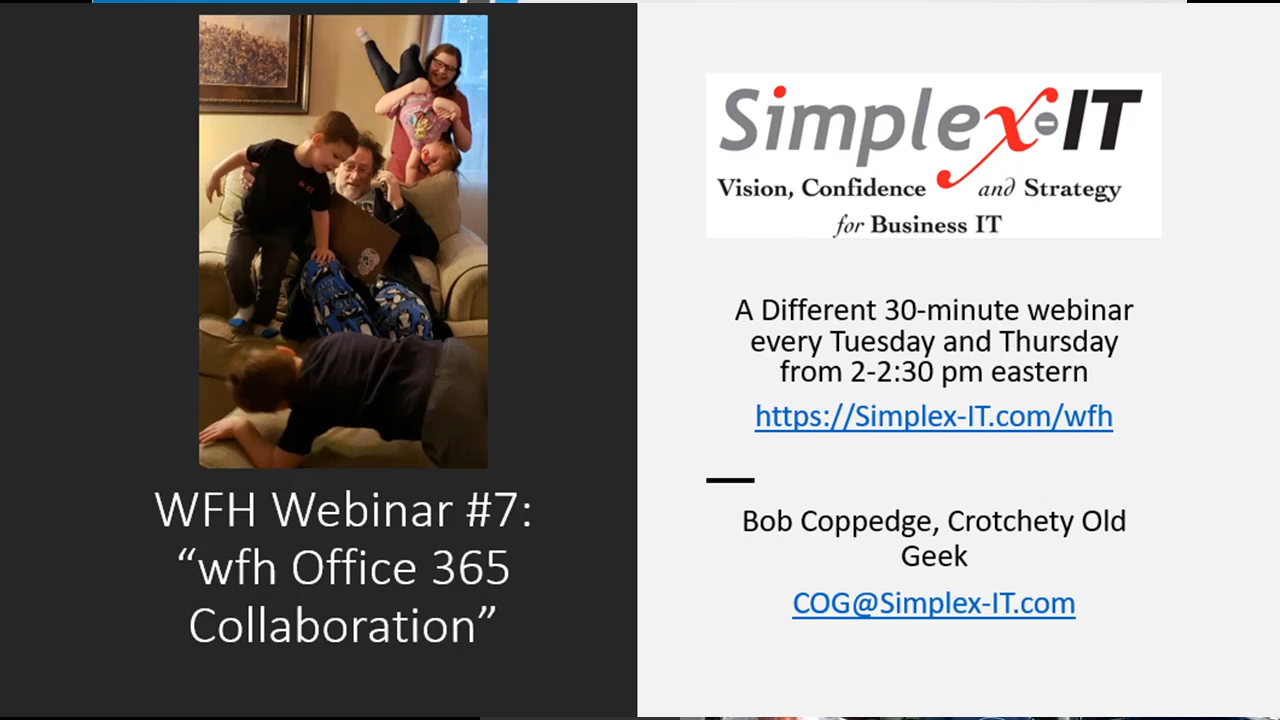 WFH Webinar #7:
“wfh Office 365
Collaboration”
Simplex-IT
Vision, Confidence and Strategy
for Business IT
A Different 30-minute webinar
every Tuesday and Thursday
from 2-2:30 pm eastern
https://Simplex-IT.com/wfh
Bob Coppedge, Crotchety Old
Geek
COG@Simplex-IT.com